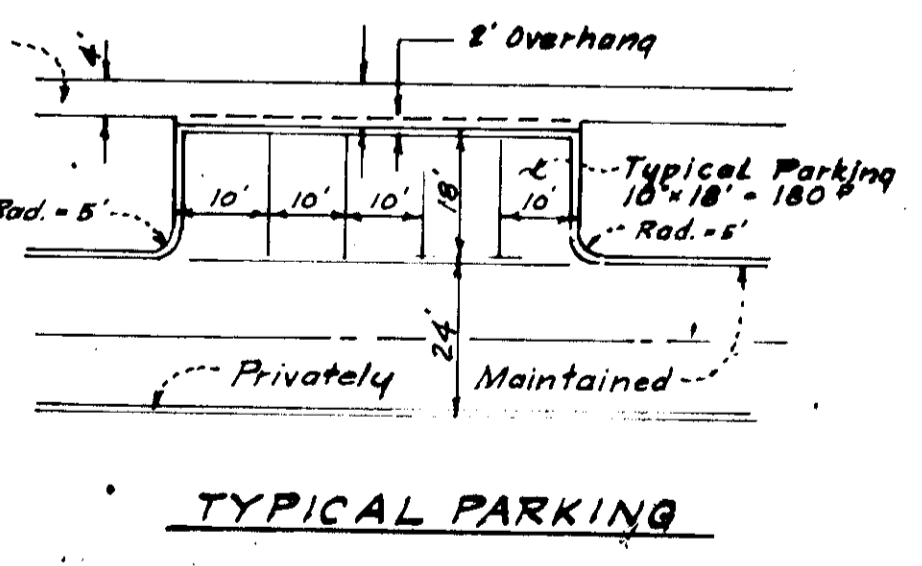 2' Overhang
Typical Parking
10' x 18' = 180 ф
10' 10' 10' 18' 10'
Rad. = 5'
Rad. = 5'
24'
Privately Maintained
TYPICAL PARKING